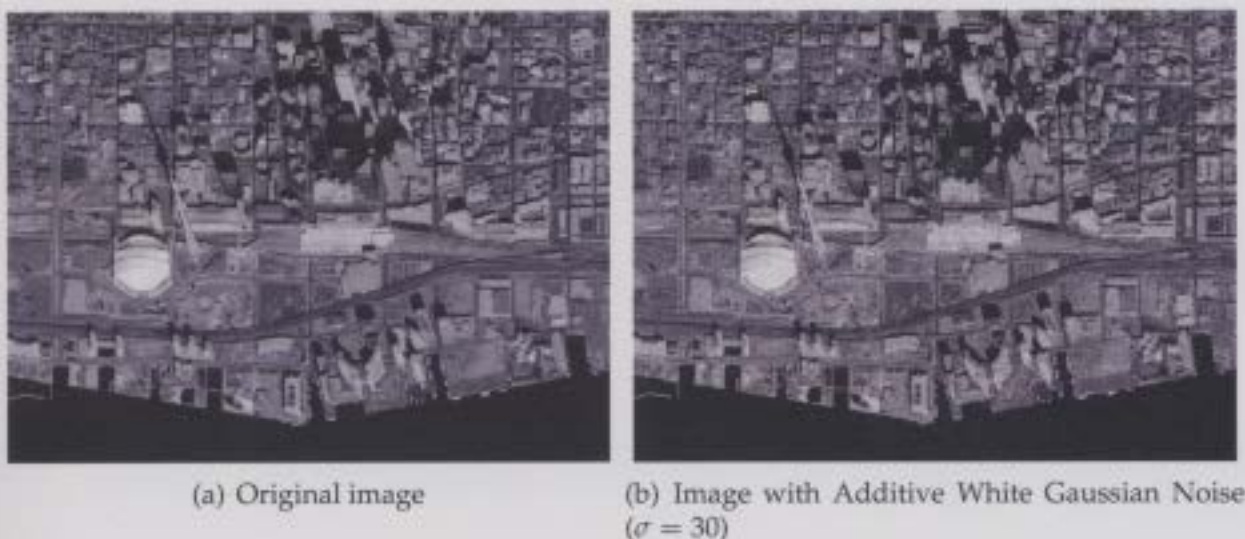 (a) Original image
(b) Image with Additive White Gaussian Noise
(σ = 30)